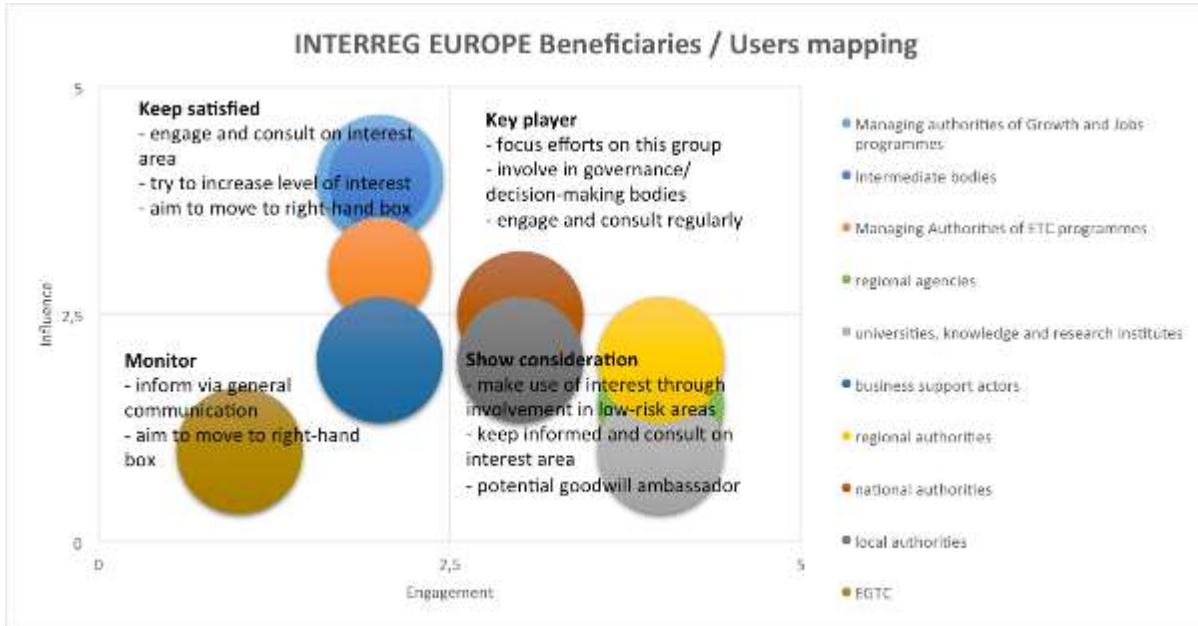 INTERREG EUROPE Beneficiaries / Users mapping
5
Keep satisfied
- engage and consult on interest
area
- try to increase level of interest
- aim to move to right-hand box
Key player
- focus efforts on this group
- involve in governance/
decision-making bodies
- engage and consult regularly
Influence
2,5
Monitor
- inform via general
communication
- aim to move to right-hand
box
Show consideration
- make use of interest through
involvement in low-risk areas
- keep informed and consult on
interest area
- potential goodwill ambassador
0
0
2,5
5
Engagement
Managing authorities of Growth and Jobs
programmes
Intermediate bodies
Managing Authorities of ETC programmes
regional agencies
universities, knowledge and research institutes
business support actors
regional authorities
national authorities
local authorities
EGTC